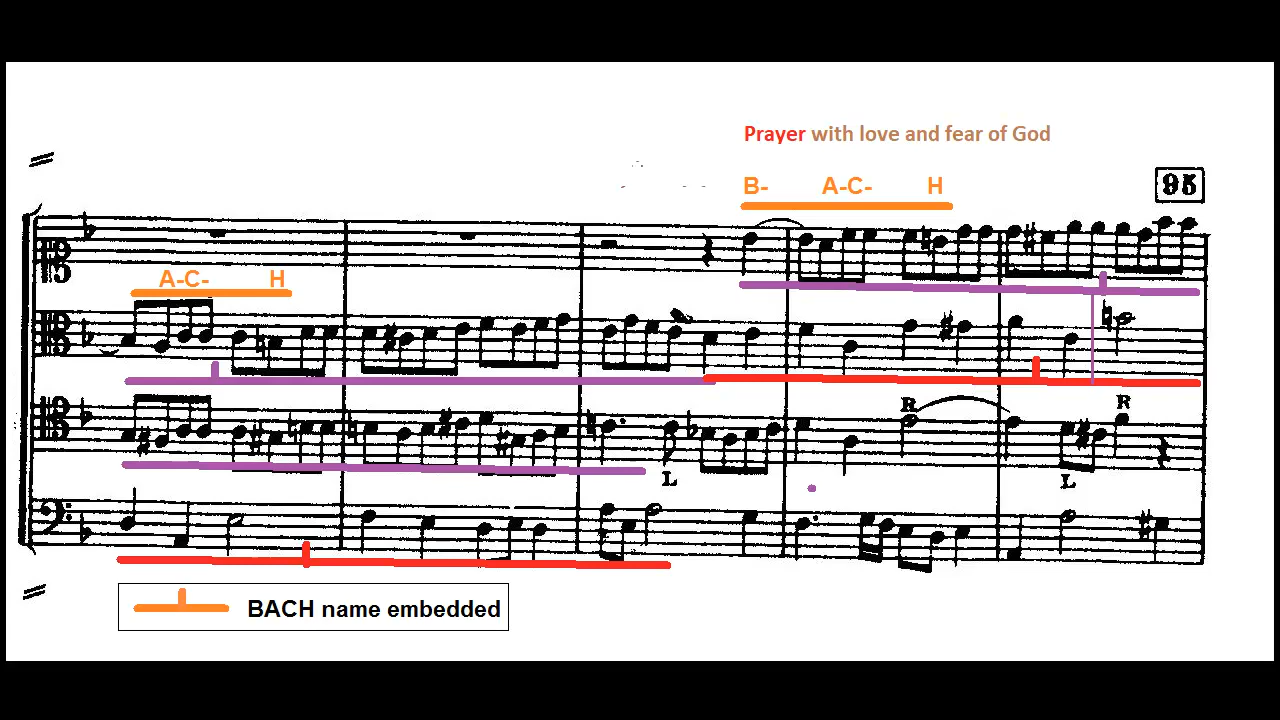 Prayer with love and fear of God
95
B- A-C- H
A-C- H
R R
L L
BACH name embedded